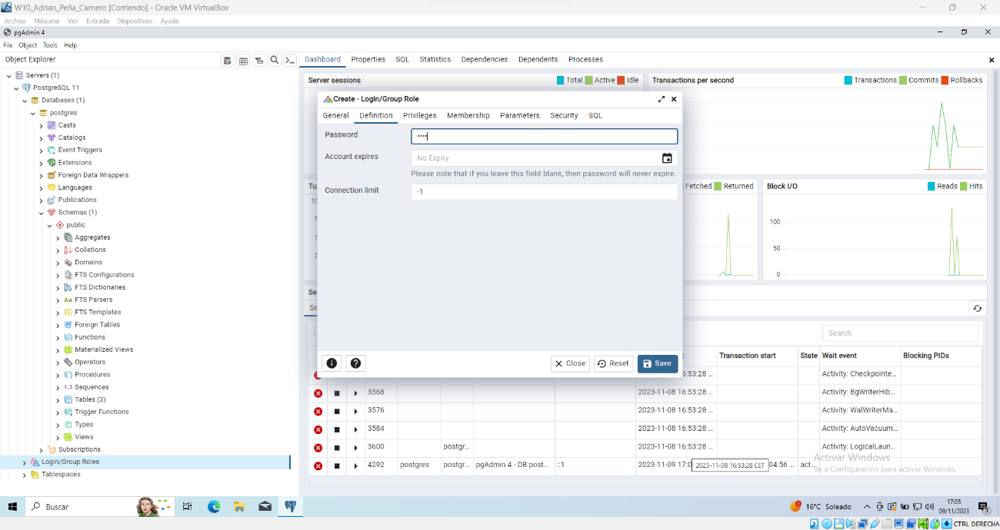 W10_Adrian_Peña_Carnero [Corriendo] - Oracle VM VirtualBox
Archivo Máquina Ver Entrada Dispositivos Ayuda
pgAdmin 4
File Object Tools Help
Object Explorer
Dashboard Properties SQL Statistics Dependencies Dependents Processes
Servers (1)
PostgreSQL 11
Databases (1)
postgres
Casts
Catalogs
Event Triggers
Extensions
Foreign Data Wrappers
Languages
Publications
Schemas (1)
public
Aggregates
Collations
Domains
FTS Configurations
FTS Dictionaries
FTS Parsers
FTS Templates
Foreign Tables
Functions
Materialized Views
Operators
Procedures
1..3 Sequences
Tables (3)
Trigger Functions
Types
Views
Subscriptions
Login/Group Roles
Tablespaces
Server sessions Total Active Idle
Transactions per second Transactions Commits Rollbacks
Create - Login/Group Role
General Definition Privileges Membership Parameters Security SQL
Password ····
Account expires No Expiry
Please note that if you leave this field blank, then password will never expire.
Connection limit -1
Close Reset Save
Fetched Returned
Block I/O Reads Hits
100
50
0
Search
Transaction start State Wait event Blocking PIDs
5:53:28 ... Activity: Checkpointe...
3568 2023-11-08 16:53:28 ... Activity: BgWriterHib...
3576 2023-11-08 16:53:28 ... Activity: WalWriterMa...
3584 2023-11-08 16:53:28 ... Activity: AutoVacuum...
3600 postgr... 2023-11-08 16:53:28 ... Activity: LogicalLaun...
4292 postgres postgr... pgAdmin 4 - DB:post... ::1 2023-11-09 17:0 2023-11-08 16:53:28 CET 04:56 ... act...
Activar Windows
Ve a Configuración para activar Windows.
Buscar
1
16°C Soleado
17:05
09/11/2023
3
CTRL DERECHA